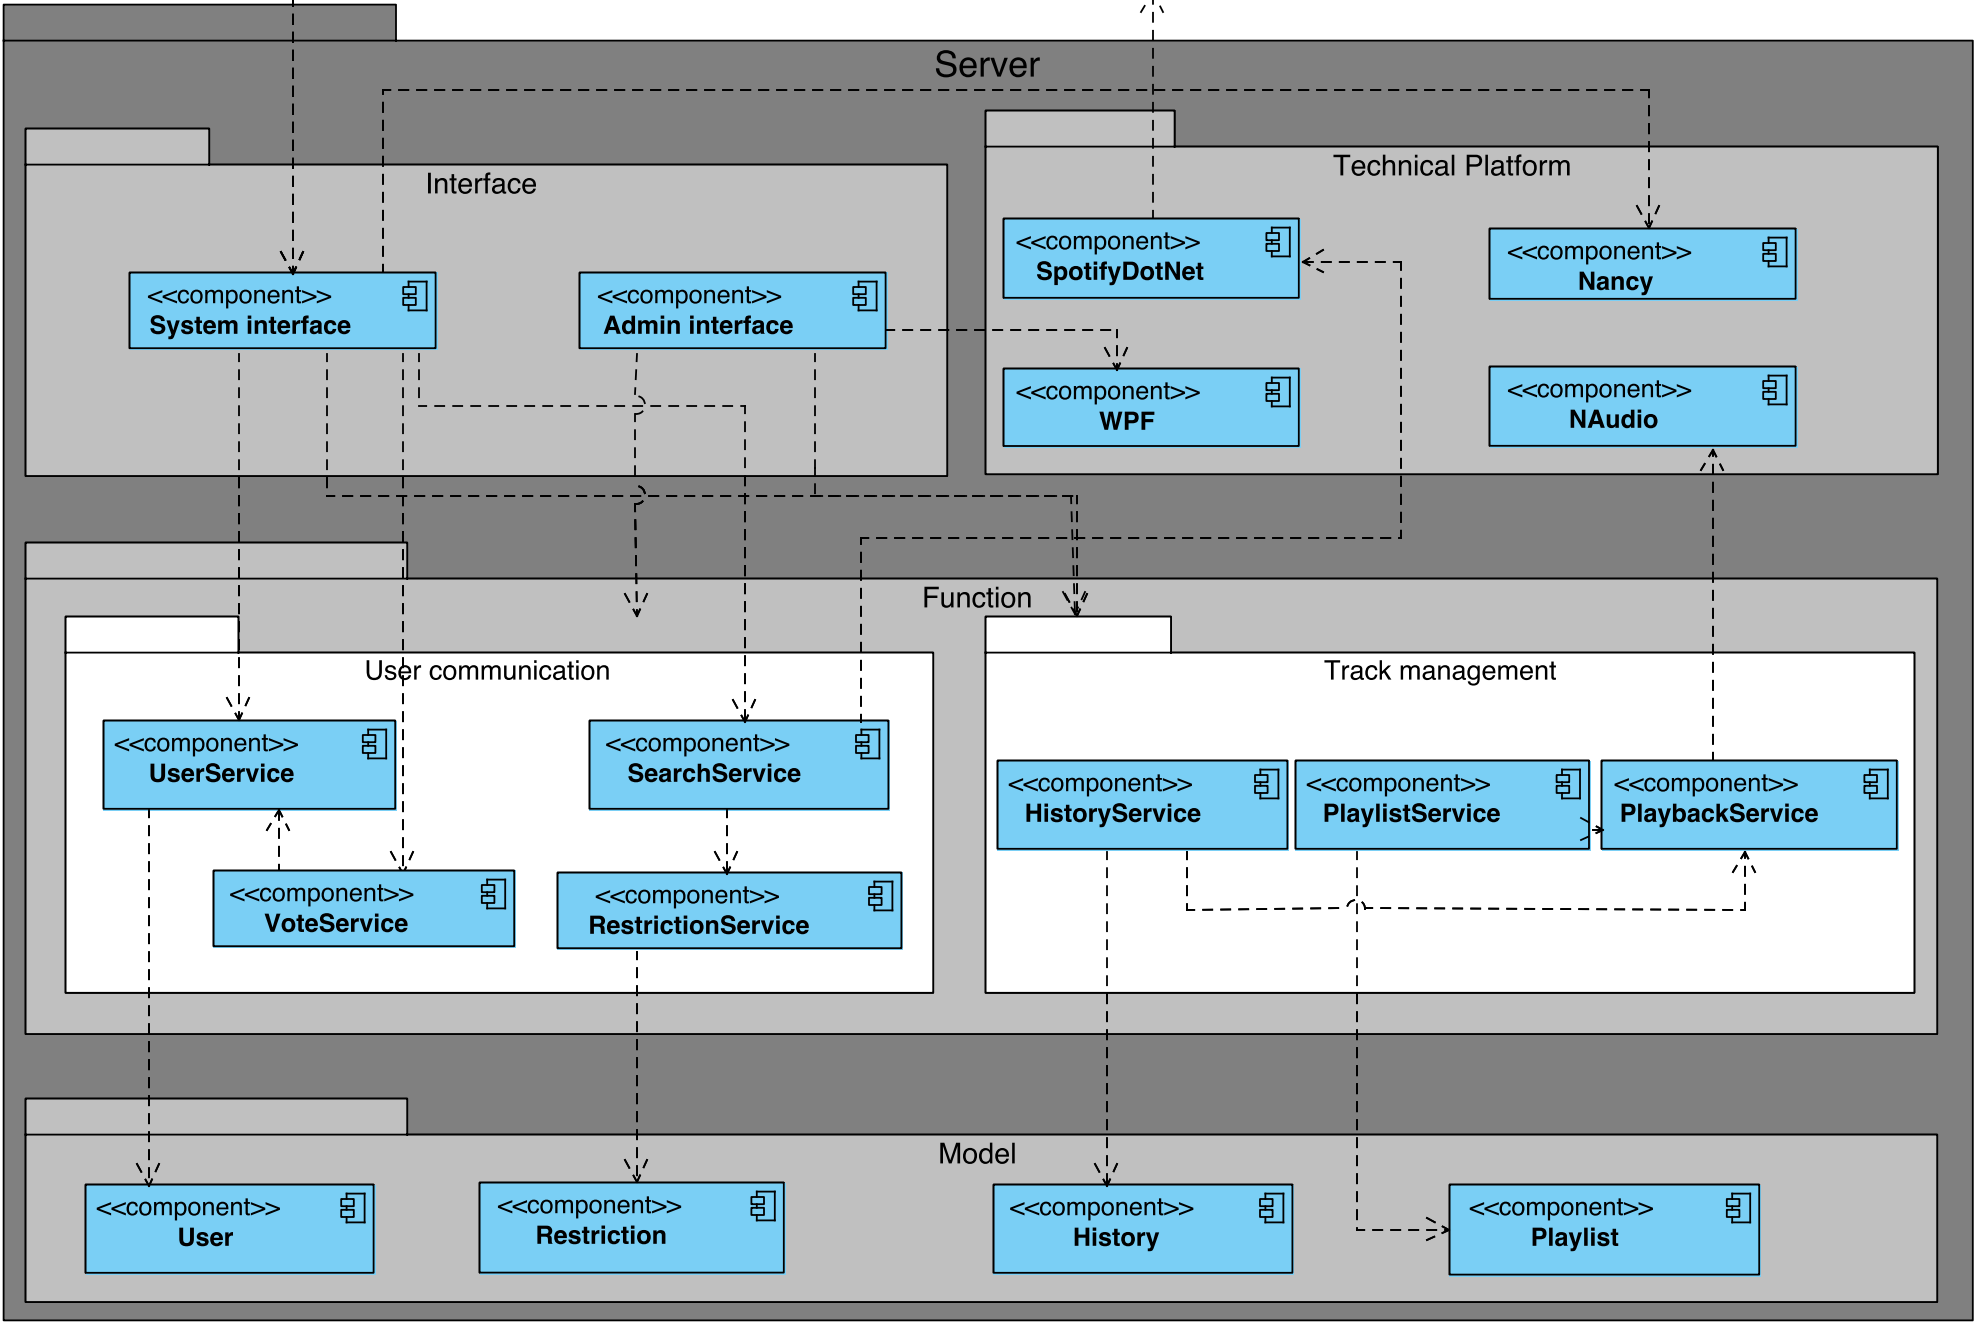 Server
Interface
<<component>>
System interface
<<component>>
Admin interface
Technical Platform
<<component>>
SpotifyDotNet
<<component>>
Nancy
<<component>>
WPF
<<component>>
NAudio
Function
User communication
<<component>>
UserService
<<component>>
SearchService
<<component>>
VoteService
<<component>>
RestrictionService
Track management
<<component>>
HistoryService
<<component>>
PlaylistService
<<component>>
PlaybackService
Model
<<component>>
User
<<component>>
Restriction
<<component>>
History
<<component>>
Playlist